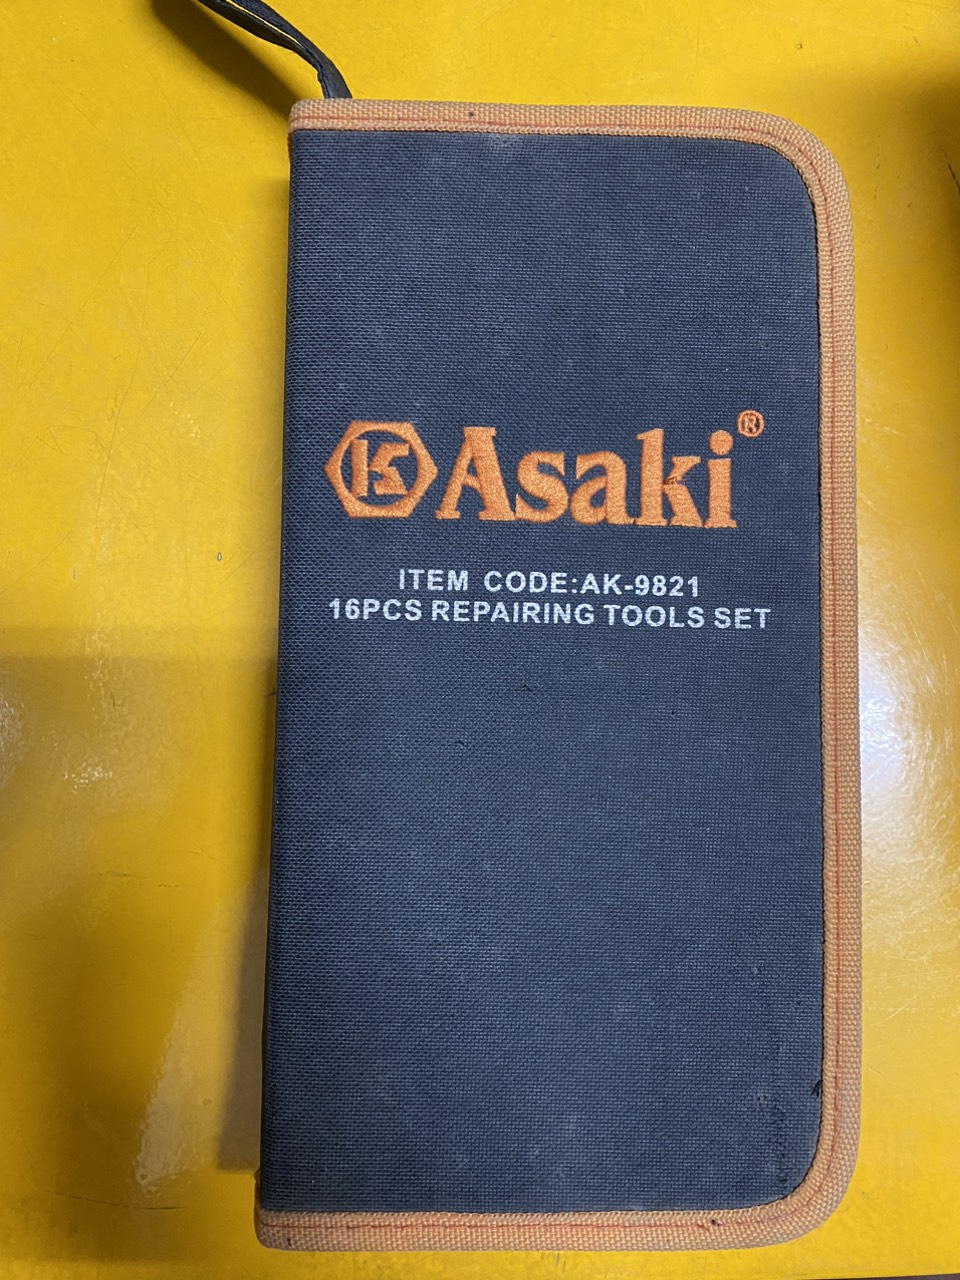 K Asaki®
ITEM CODE:AK-9821
16PCS REPAIRING TOOLS SET